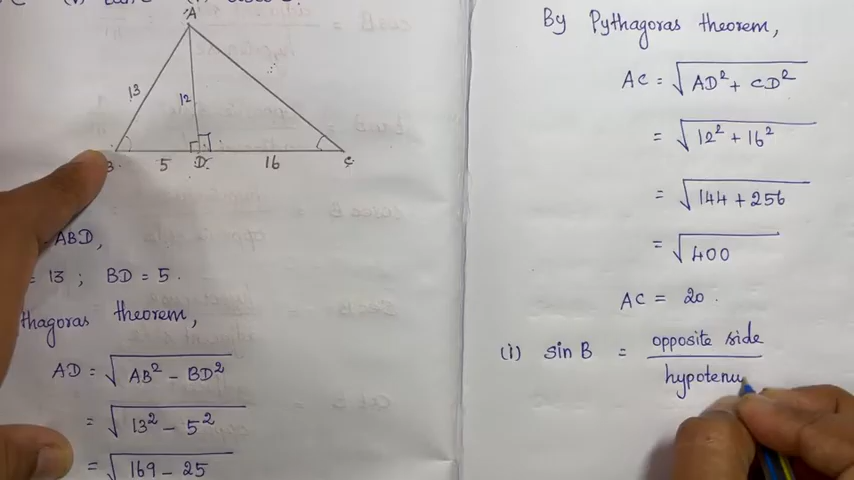 A
13
12
5
D
16
C
ABD,
= 13 ; BD = 5.
thagoras theorem,
AD = √AB² - BD²
= √13² - 5²
= √169 - 25
By Pythagoras theorem,
AC = √AD² + CD²
= √12² + 16²
= √144 + 256
= √400
AC = 20.
(i) sin B = opposite side
hypotenu